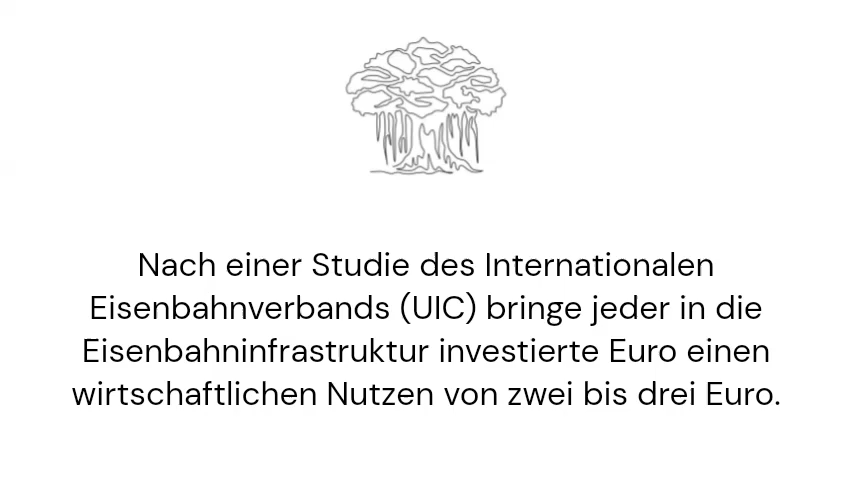 Nach einer Studie des Internationalen
Eisenbahnverbands (UIC) bringe jeder in die
Eisenbahninfrastruktur investierte Euro einen
wirtschaftlichen Nutzen von zwei bis drei Euro.